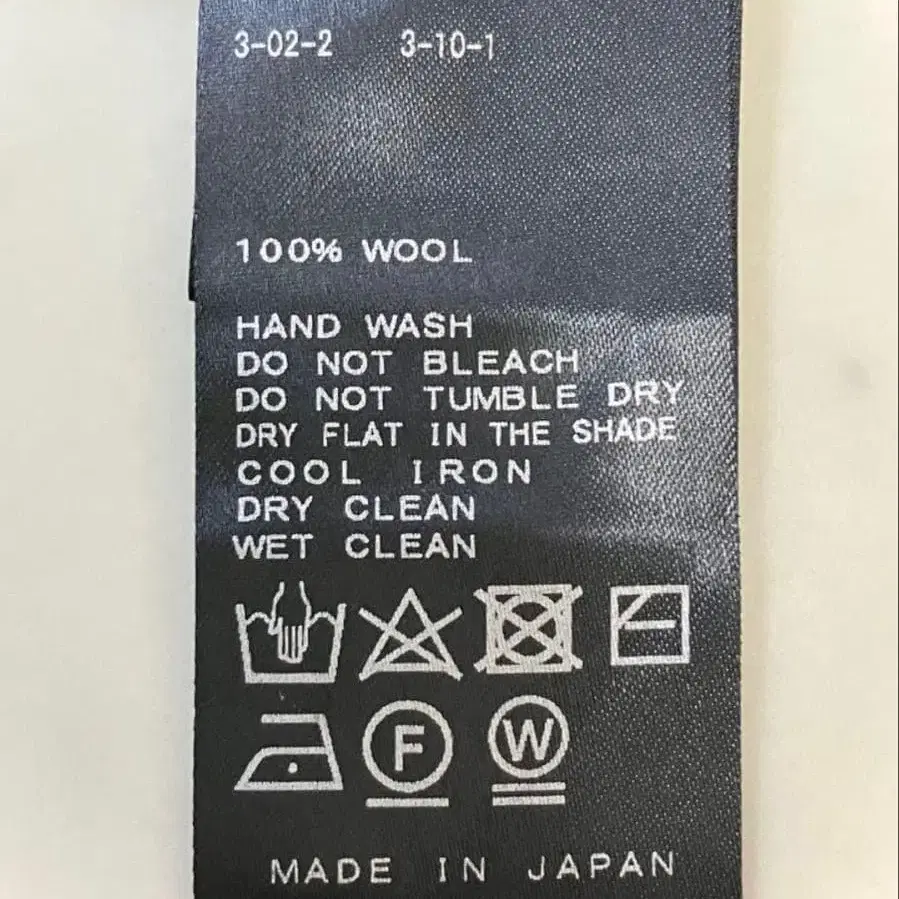 3-02-2 3-10-1
100% WOOL
HAND WASH
DO NOT BLEACH
DO NOT TUMBLE DRY
DRY FLAT IN THE SHADE
COOL IRON
DRY CLEAN
WET CLEAN
F W
MADE IN JAPAN